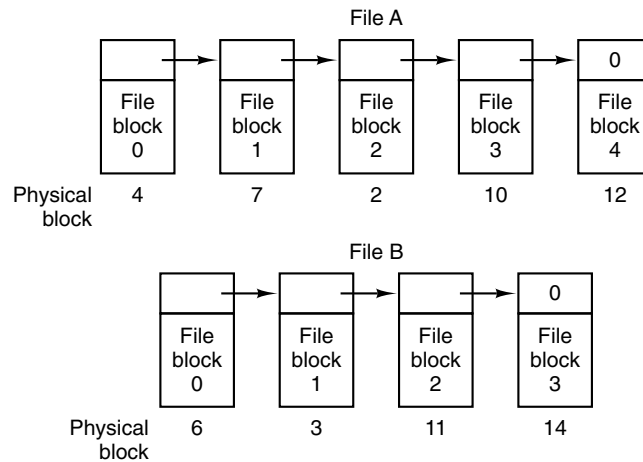 File A
0
File block 0
File block 1
File block 2
File block 3
File block 4
Physical block
4 7 2 10 12
File B
0
File block 0
File block 1
File block 2
File block 3
Physical block
6 3 11 14